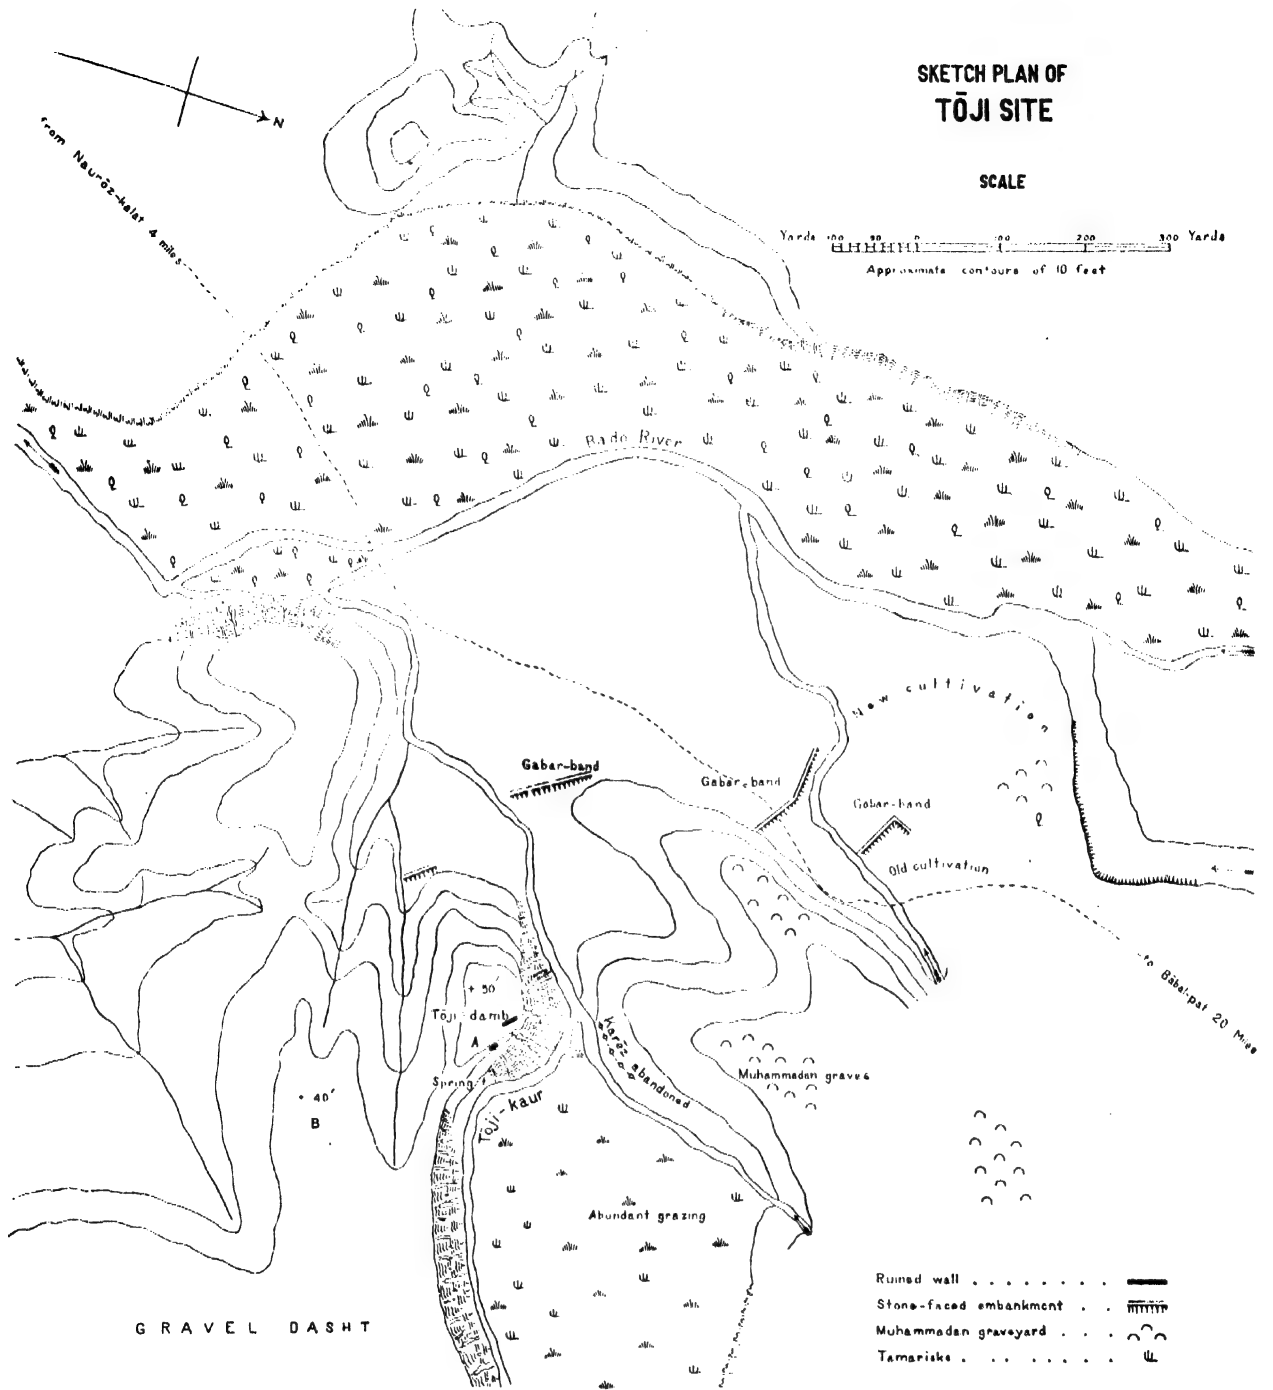 SKETCH PLAN OF
TŌJI SITE
SCALE
Yards 100 50 0 100 200 300 Yards
Approximate contours of 10 feet
N
from Naurōz-kalat 4 miles
Bado River
New cultivation
Gabar-band
Gabar-band
Gabar-band
Old cultivation
to Bābal-pat 20 Miles
+ 50'
Tōji-damb
A
Spring
Karēz abandoned
Muhammadan graves
+ 40'
B
Tōji-kaur
Abundant grazing
GRAVEL DASHT
Ruined wall
Stone-faced embankment
Muhammadan graveyard
Tamarisks